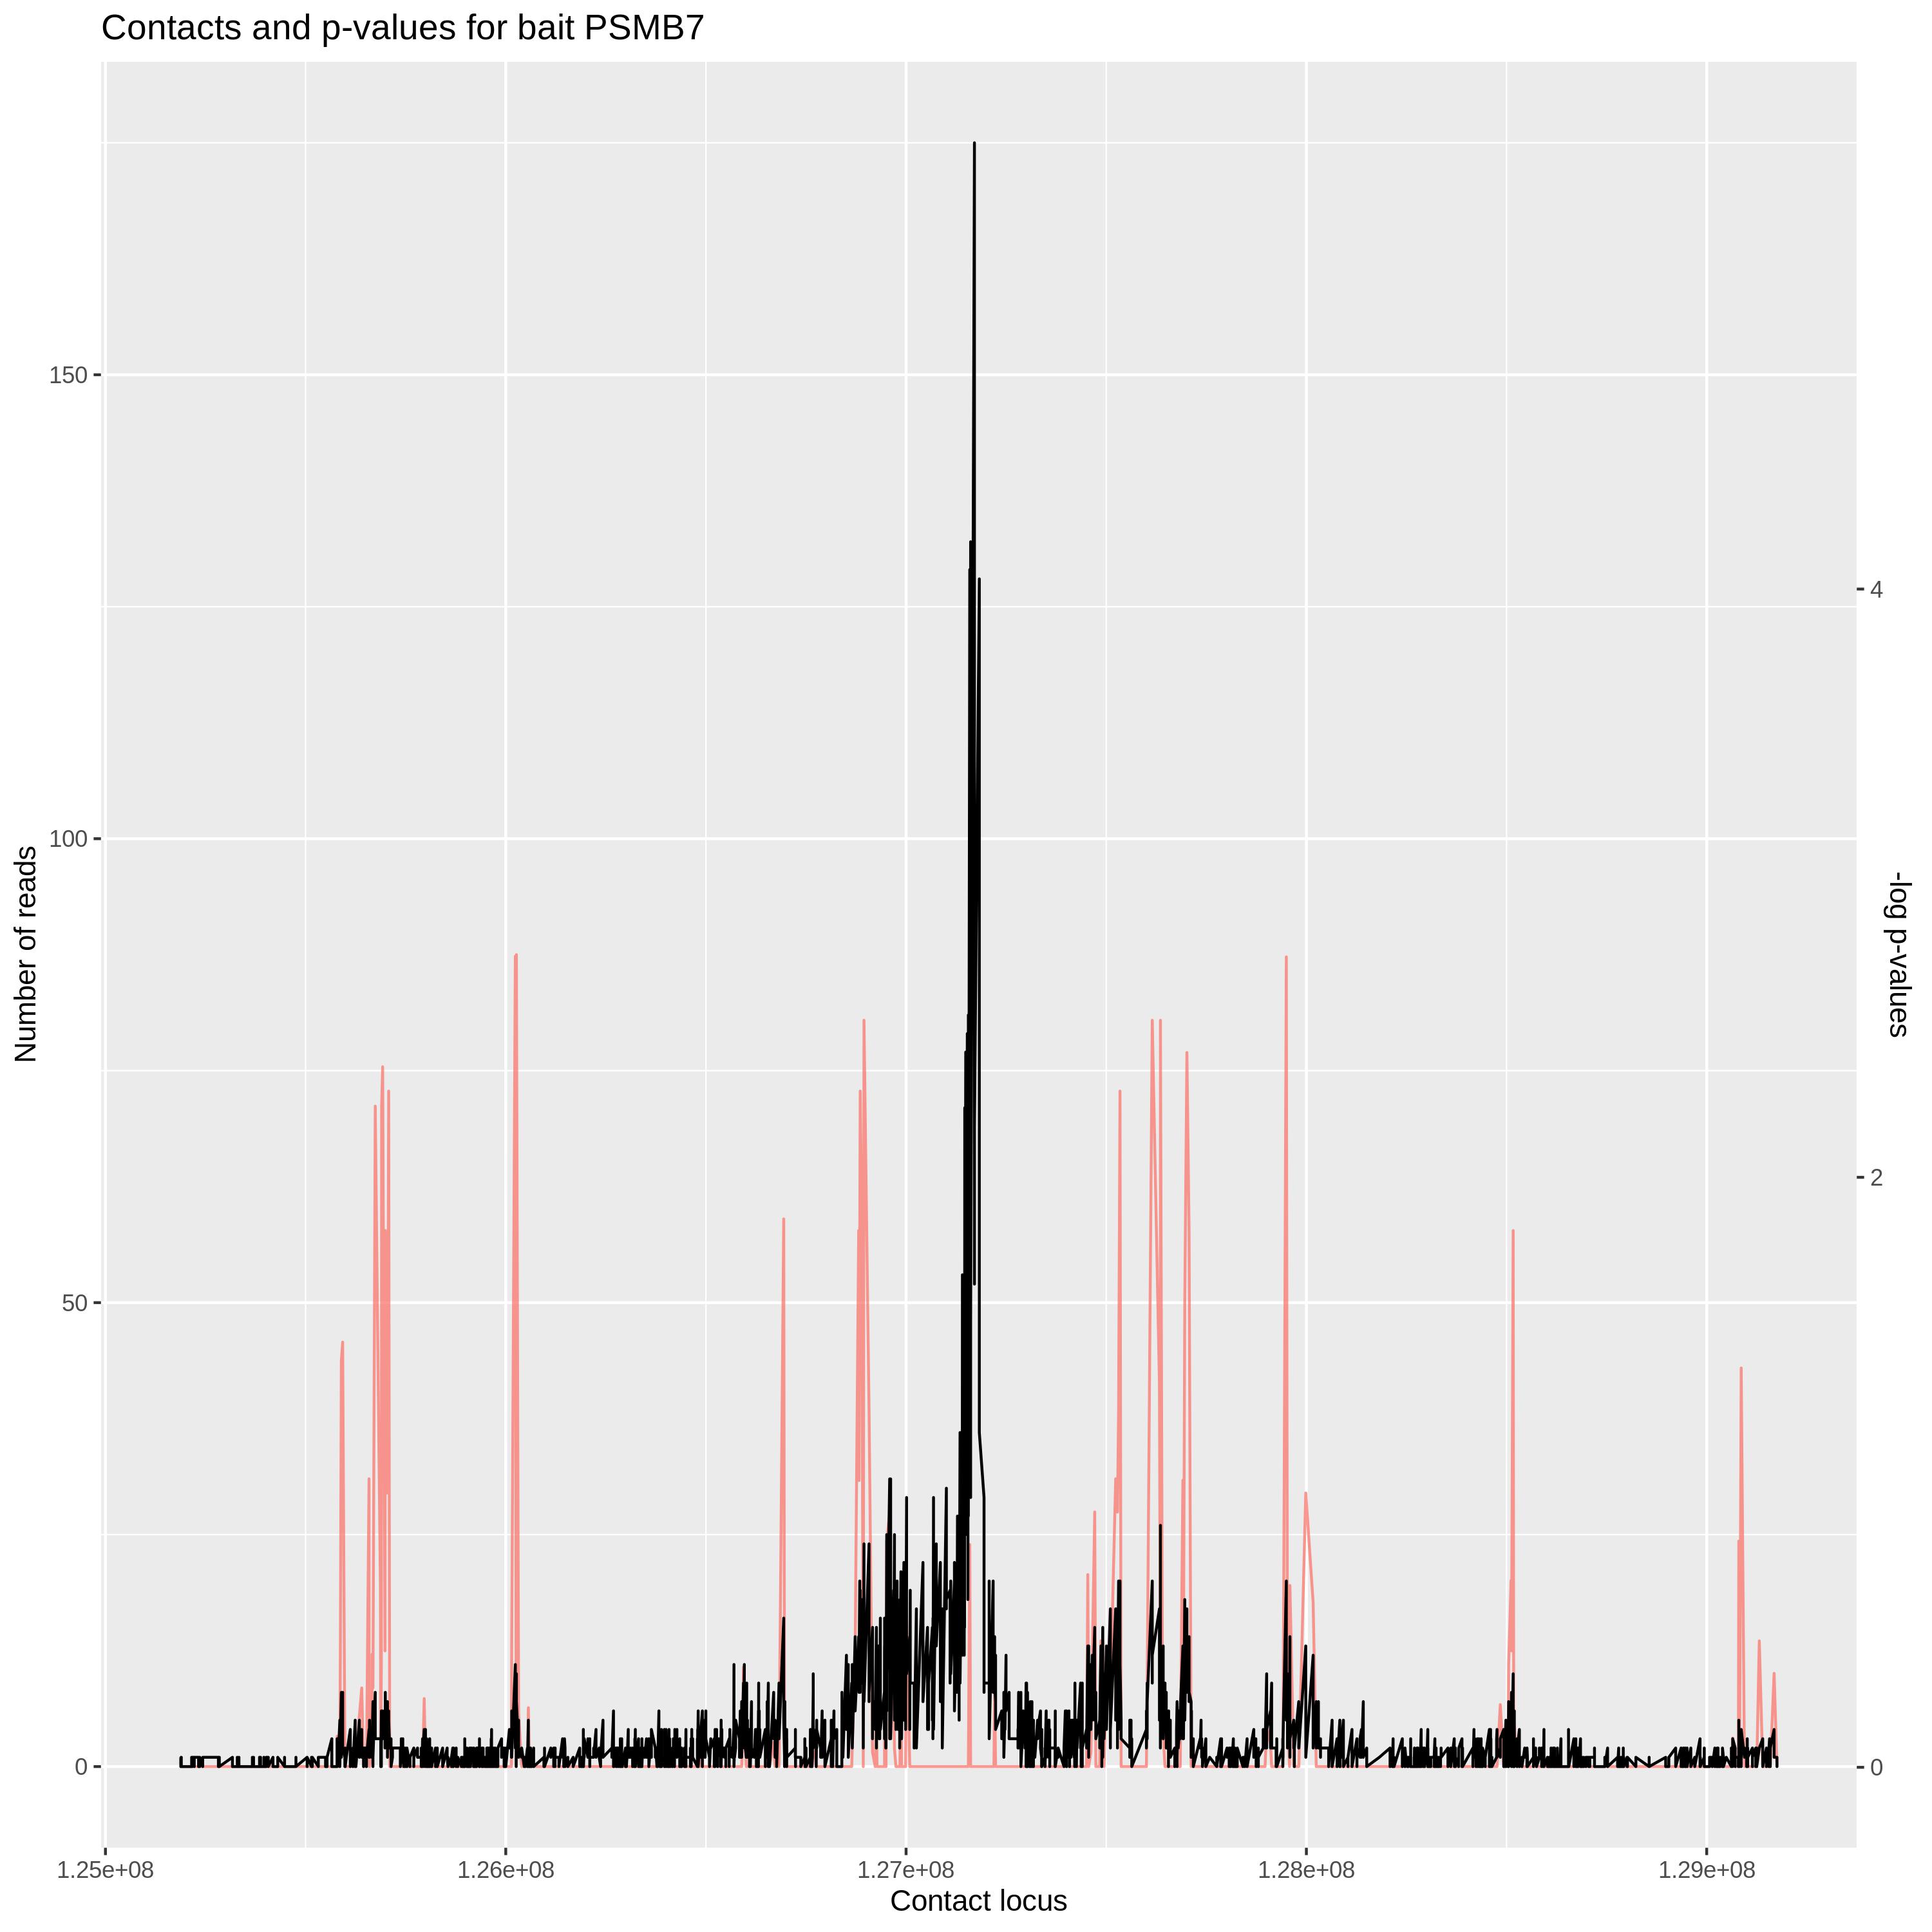 Contacts and p-values for bait PSMB7
150
100
50
0
Number of reads
4
2
0
-log p-values
1.25e+08
1.26e+08
1.27e+08
1.28e+08
1.29e+08
Contact locus